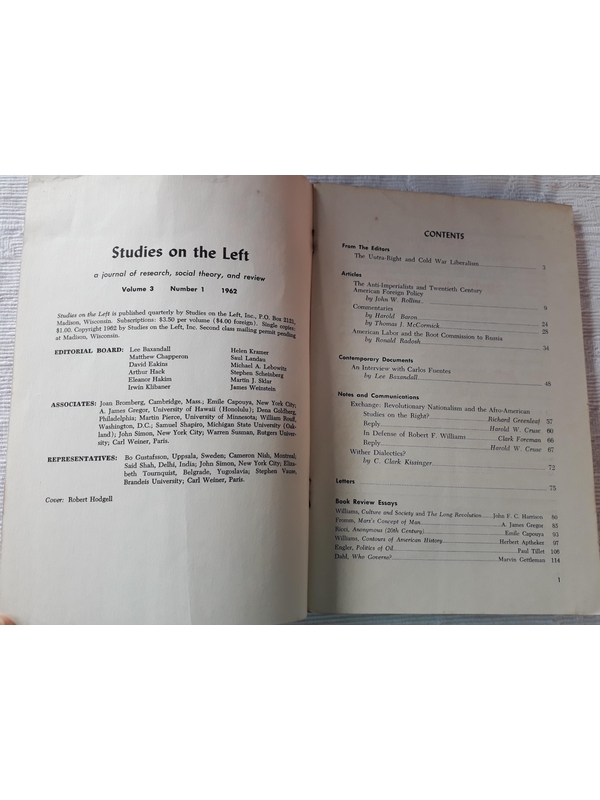 Studies on the Left
a journal of research, social theory, and review
Volume 3 Number 1 1962
Studies on the Left is published quarterly by Studies on the Left, Inc., P.O. Box 2121,
Madison, Wisconsin. Subscriptions: $3.50 per volume ($4.00 foreign). Single copies:
$1.00. Copyright 1962 by Studies on the Left, Inc. Second class mailing permit pending
at Madison, Wisconsin.
EDITORIAL BOARD: Lee Baxandall Helen Kramer
Matthew Chapperon Saul Landau
David Eakins Michael A. Lebowitz
Arthur Hack Stephen Scheinberg
Eleanor Hakim Martin J. Sklar
Irwin Klibaner James Weinstein
ASSOCIATES: Joan Bromberg, Cambridge, Mass.; Emile Capouya, New York City;
A. James Gregor, University of Hawaii (Honolulu); Dena Goldberg,
Philadelphia; Martin Pierce, University of Minnesota; William
Washington, D.C.; Samuel Shapiro, Michigan State University (Oak-
land); John Simon, New York City; Warren Susman, Rutgers Univer-
sity; Carl Weiner, Paris.
REPRESENTATIVES: Bo Gustafsson, Uppsala, Sweden; Cameron Nish, Montreal;
Said Shah, Delhi, India; John Simon, New York City; Eliza-
beth Tournquist, Belgrade, Yugoslavia; Stephen Vause,
Brandeis University; Carl Weiner, Paris.
Cover: Robert Hodgell
CONTENTS
From The Editors
The Ultra-Right and Cold War Liberalism 3
Articles
The Anti-Imperialists and Twentieth Century
American Foreign Policy
by John W. Rollins 9
Commentaries
by Harold Baron 24
by Thomas J. McCormick 28
American Labor and the Root Commission to Russia
by Ronald Radosh 34
Contemporary Documents
An Interview with Carlos Fuentes
by Lee Baxandall 48
Notes and Communications
Exchange: Revolutionary Nationalism and the Afro-American
Studies on the Right? Richard Greenleaf 57
Reply Harold W. Cruse 60
In Defense of Robert F. Williams Clark Foreman 66
Reply Harold W. Cruse 67
Wither Dialectics?
by C. Clark Kissinger 72
Letters 75
Book Review Essays
Williams, Culture and Society and The Long Revolution John F. C. Harrison 80
Fromm, Marx's Concept of Man A. James Gregor 85
Ricci, Anonymous (20th Century) Emile Capouya 93
Williams, Contours of American History Herbert Aptheker 97
Engler, Politics of Oil Paul Tillet 106
Dahl, Who Governs? Marvin Gettleman 114
1